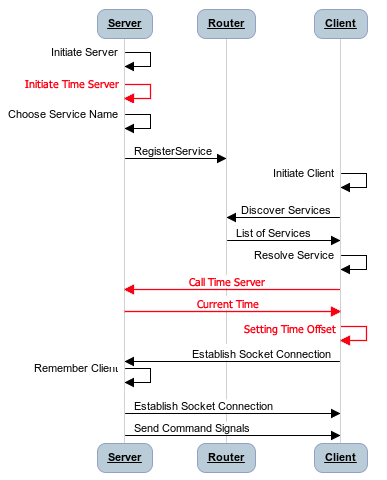 Server Router Client
Initiate Server
Initiate Time Server
Choose Service Name
RegisterService
Initiate Client
Discover Services
List of Services
Resolve Service
Call Time Server
Current Time
Setting Time Offset
Establish Socket Connection
Remember Client
Establish Socket Connection
Send Command Signals
Server Router Client